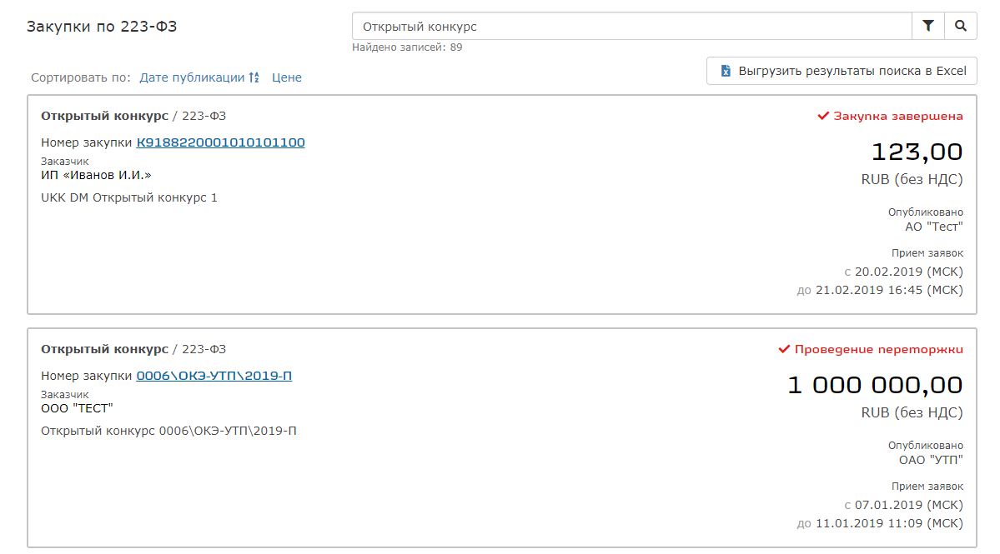 Закупки по 223-ФЗ
Открытый конкурс
Найдено записей: 89
Сортировать по: Дате публикации Цене
Выгрузить результаты поиска в Excel
Открытый конкурс / 223-ФЗ
Закупка завершена
Номер закупки К9188220001010101100
123,00
Заказчик
ИП «Иванов И.И.»
RUB (без НДС)
UKK DM Открытый конкурс 1
Опубликовано
АО "Тест"
Прием заявок
с 20.02.2019 (МСК)
до 21.02.2019 16:45 (МСК)
Открытый конкурс / 223-ФЗ
Проведение переторжки
Номер закупки 0006\ОКЭ-УТП\2019-П
1 000 000,00
Заказчик
ООО "ТЕСТ"
RUB (без НДС)
Открытый конкурс 0006\ОКЭ-УТП\2019-П
Опубликовано
ОАО "УТП"
Прием заявок
с 07.01.2019 (МСК)
до 11.01.2019 11:09 (МСК)